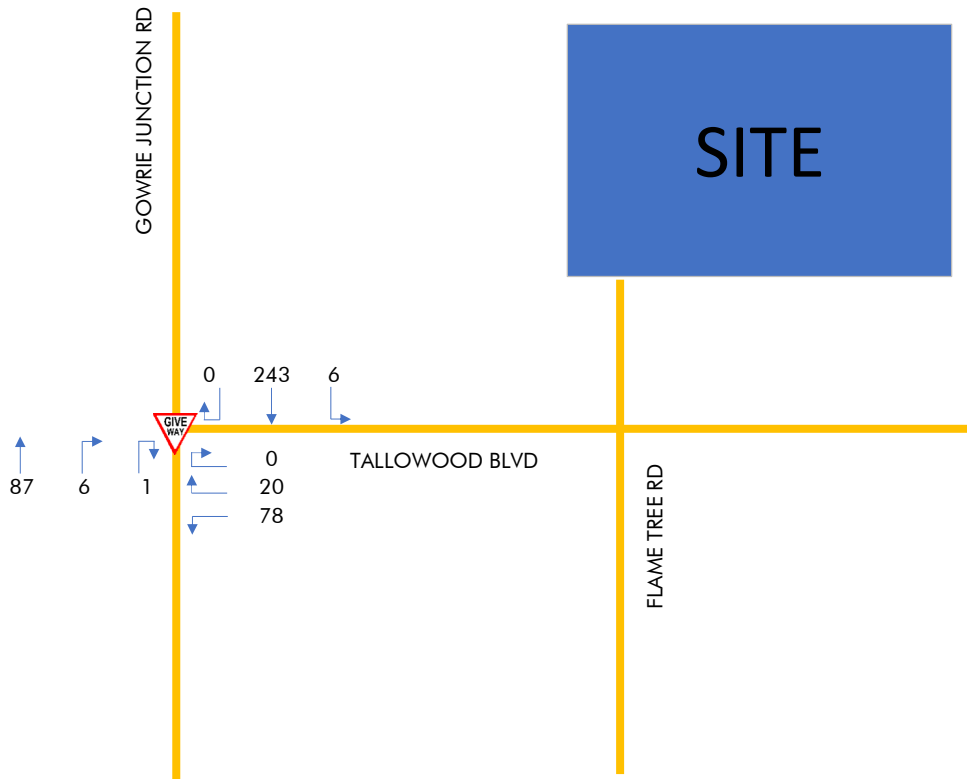 GOWRIE JUNCTION RD
SITE
0 243 6
GIVE
WAY
87 6 1
0
20
78
TALLOWOOD BLVD
FLAME TREE RD